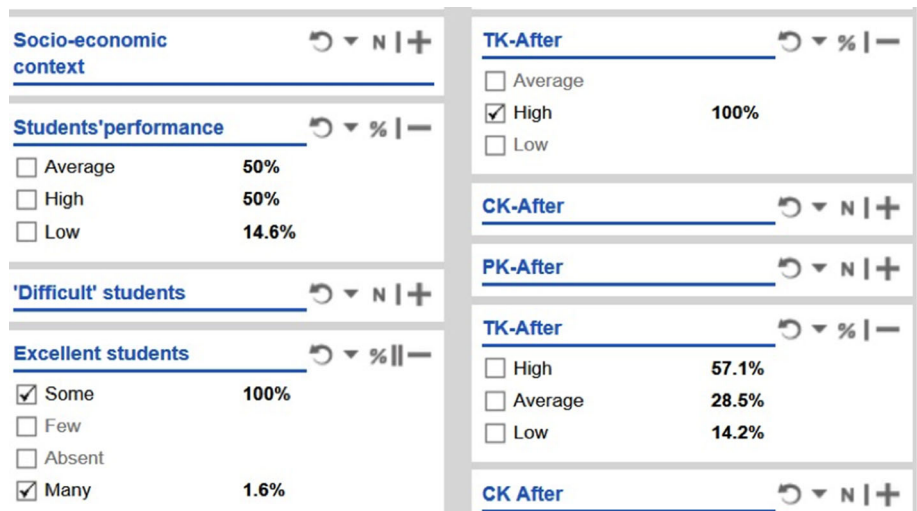 Socio-economic
context
N
Students'performance
%
Average 50%
High 50%
Low 14.6%
'Difficult' students
N
Excellent students
%
Some 100%
Few
Absent
Many 1.6%
TK-After
%
Average
High 100%
Low
CK-After
N
PK-After
N
TK-After
%
High 57.1%
Average 28.5%
Low 14.2%
CK After
N